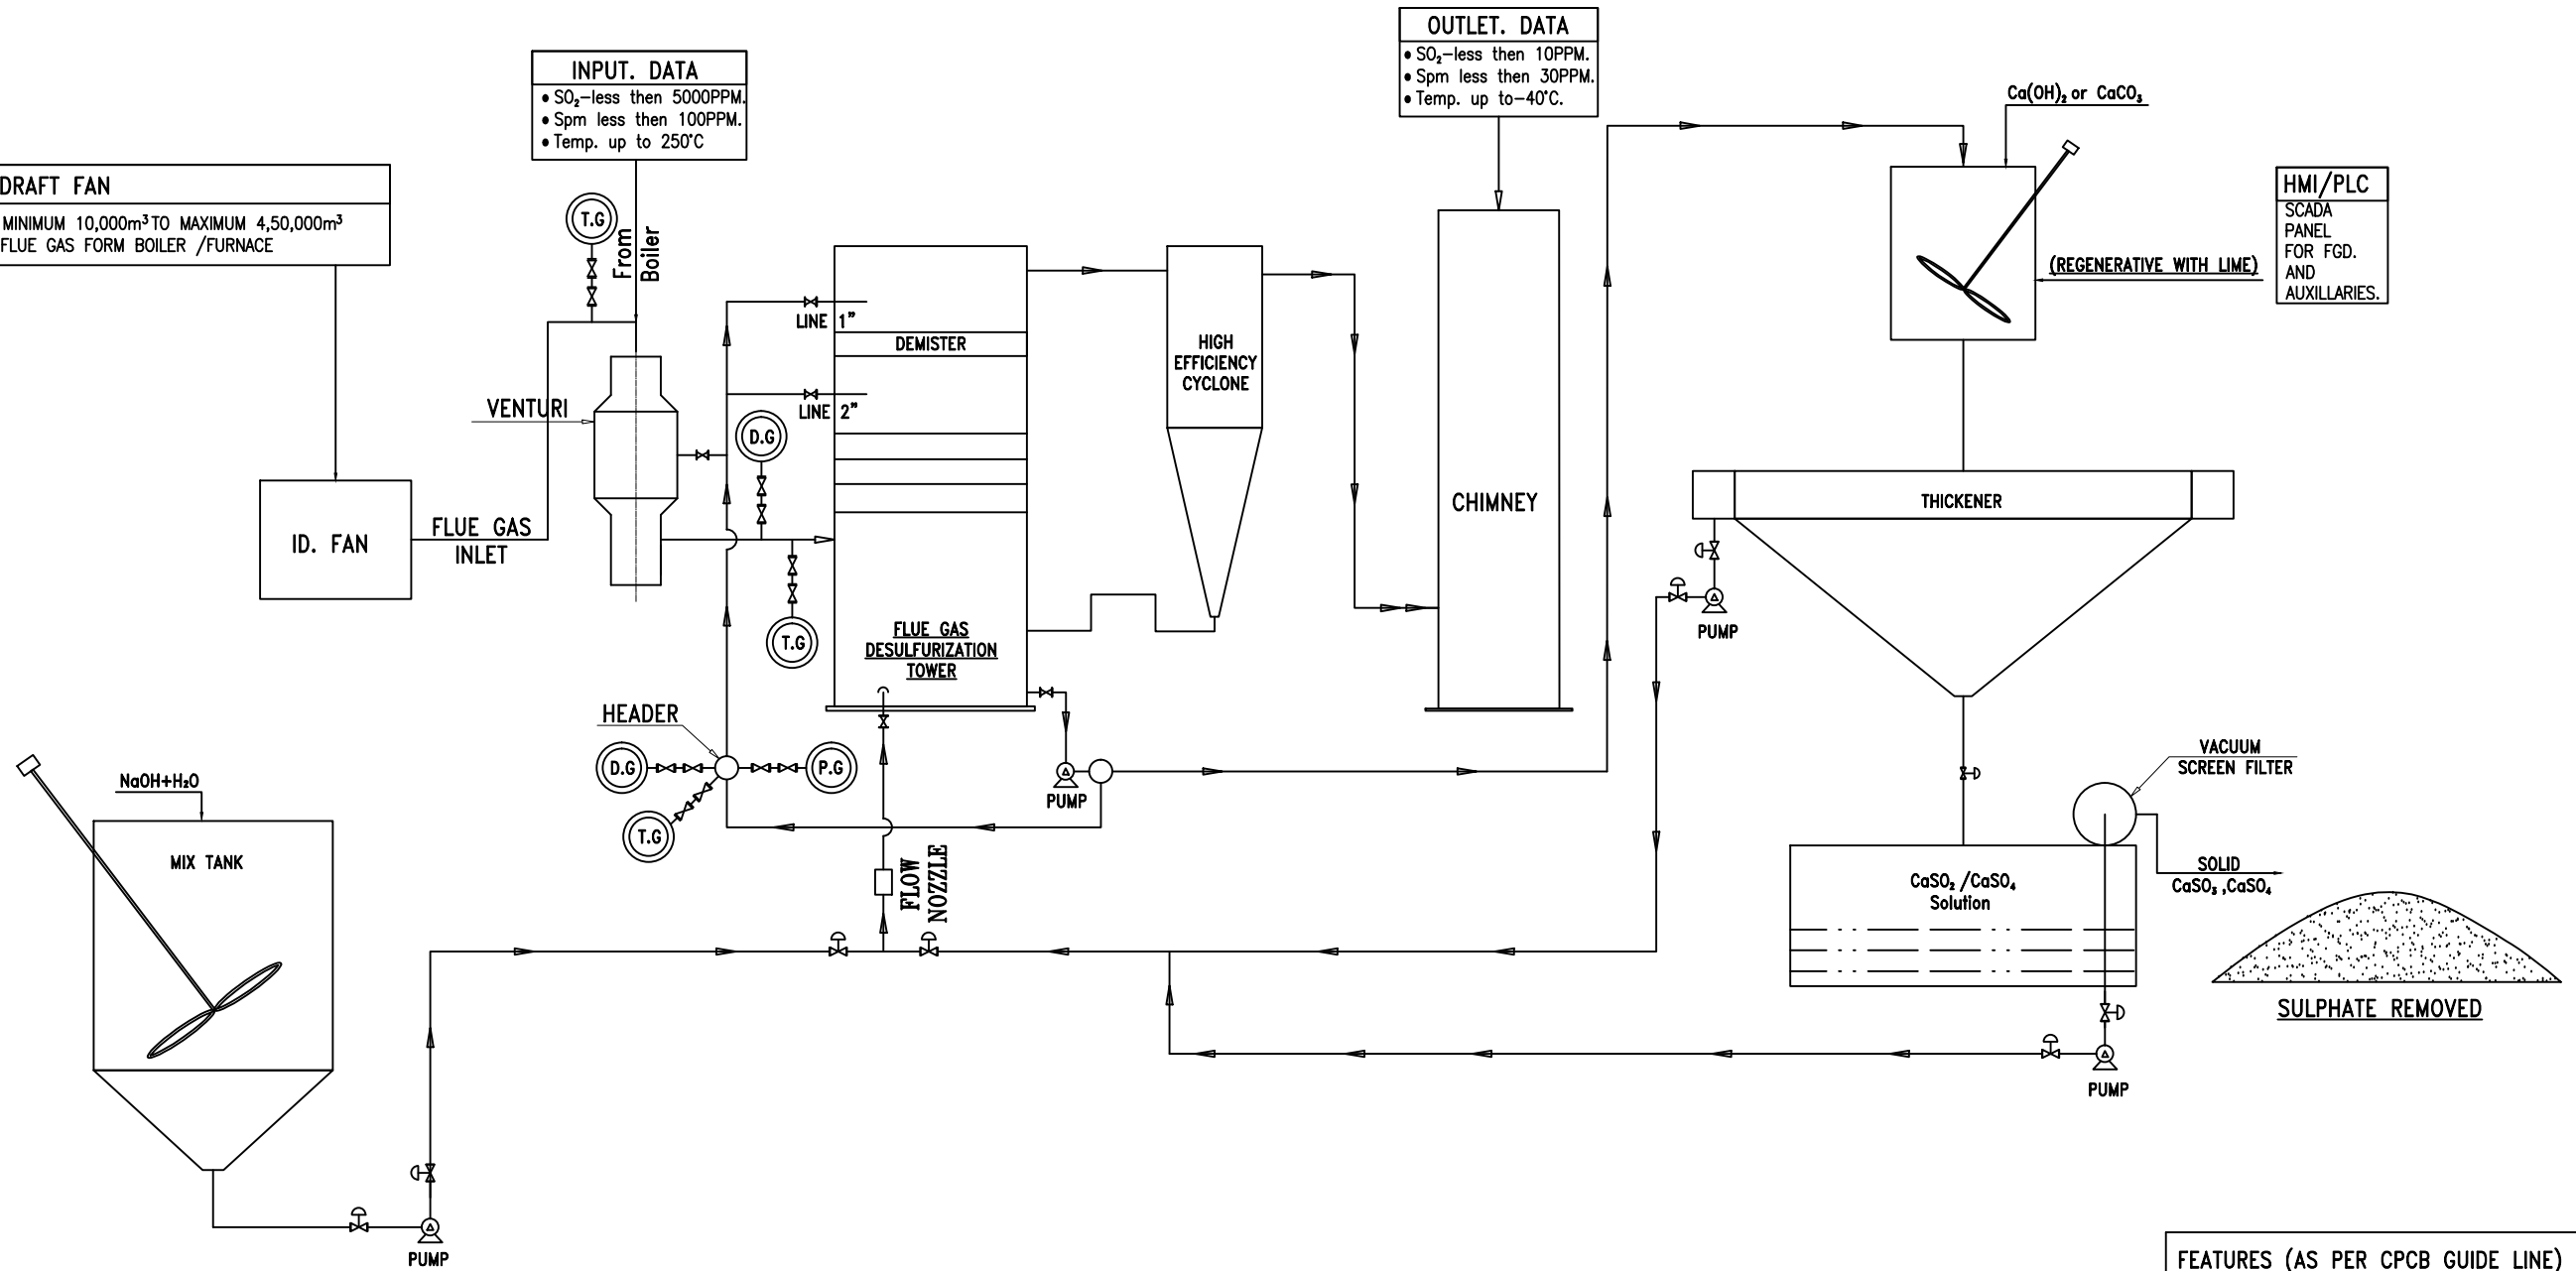 OUTLET. DATA
• SO₂-less then 10PPM.
• Spm less then 30PPM.
• Temp. up to-40°C.
INPUT. DATA
• SO₂-less then 5000PPM.
• Spm less then 100PPM.
• Temp. up to 250°C
Ca(OH)₂ or CaCO₃
DRAFT FAN
MINIMUM 10,000m³ TO MAXIMUM 4,50,000m³
FLUE GAS FORM BOILER /FURNACE
HMI/PLC
SCADA
PANEL
FOR FGD.
AND
AUXILLARIES.
T.G
From
Boiler
(REGENERATIVE WITH LIME)
LINE 1"
DEMISTER
HIGH
EFFICIENCY
CYCLONE
VENTURI
LINE 2"
D.G
CHIMNEY
THICKENER
ID. FAN
FLUE GAS
INLET
T.G
FLUE GAS
DESULFURIZATION
TOWER
PUMP
HEADER
D.G
P.G
T.G
PUMP
VACUUM
SCREEN FILTER
NaOH+H₂O
MIX TANK
FLOW
NOZZLE
CaSO₂ /CaSO₄
Solution
SOLID
CaSO₃ ,CaSO₄
SULPHATE REMOVED
PUMP
PUMP
FEATURES (AS PER CPCB GUIDE LINE)